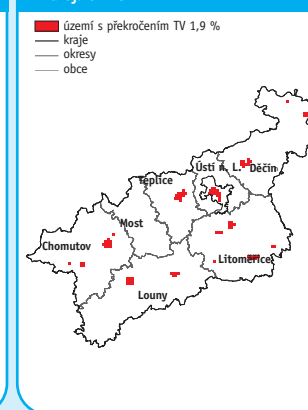 území s překročením TV 1,9 %
kraje
okresy
obce
Ústí n. L.
Děčín
Teplice
Most
Chomutov
Litoměřice
Louny